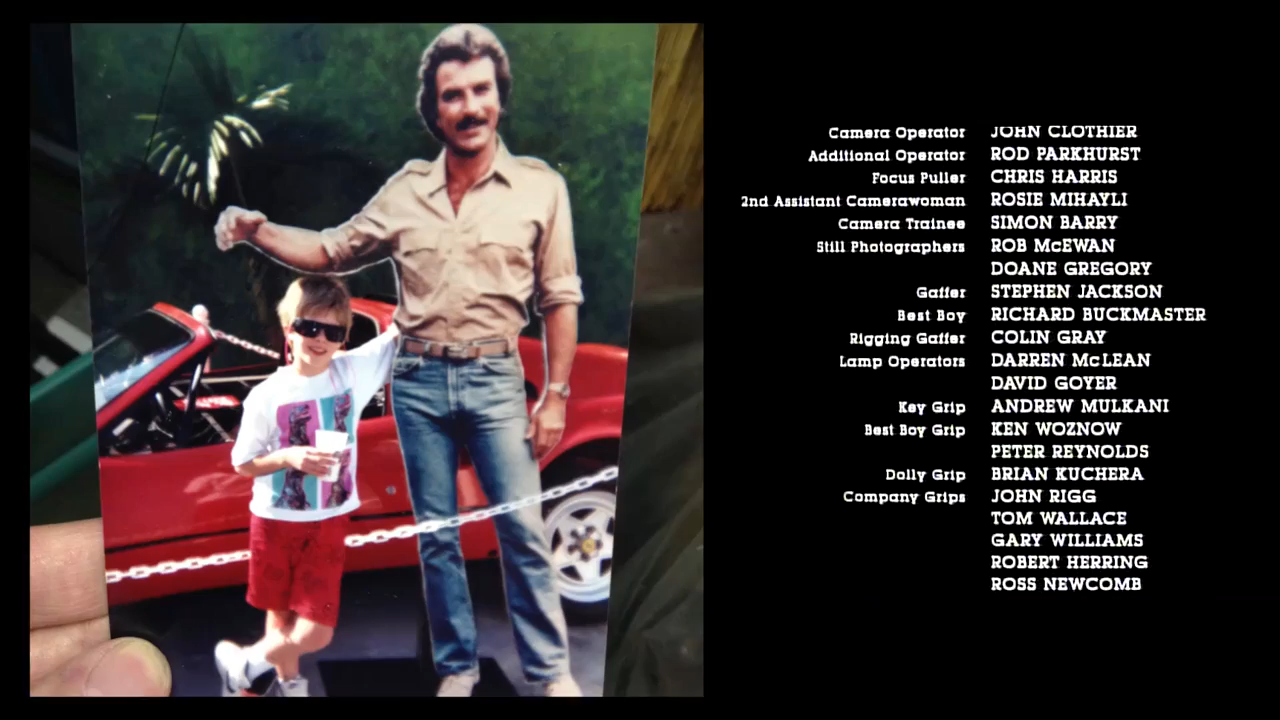 Camera Operator JOHN CLOTHIER
Additional Operator ROD PARKHURST
Focus Puller CHRIS HARRIS
2nd Assistant Camerawoman ROSIE MIHAYLI
Camera Trainee SIMON BARRY
Still Photographers ROB McEWAN
DOANE GREGORY
Gaffer STEPHEN JACKSON
Best Boy RICHARD BUCKMASTER
Rigging Gaffer COLIN GRAY
Lamp Operators DARREN McLEAN
DAVID GOYER
Key Grip ANDREW MULKANI
Best Boy Grip KEN WOZNOW
PETER REYNOLDS
Dolly Grip BRIAN KUCHERA
Company Grips JOHN RIGG
TOM WALLACE
GARY WILLIAMS
ROBERT HERRING
ROSS NEWCOMB